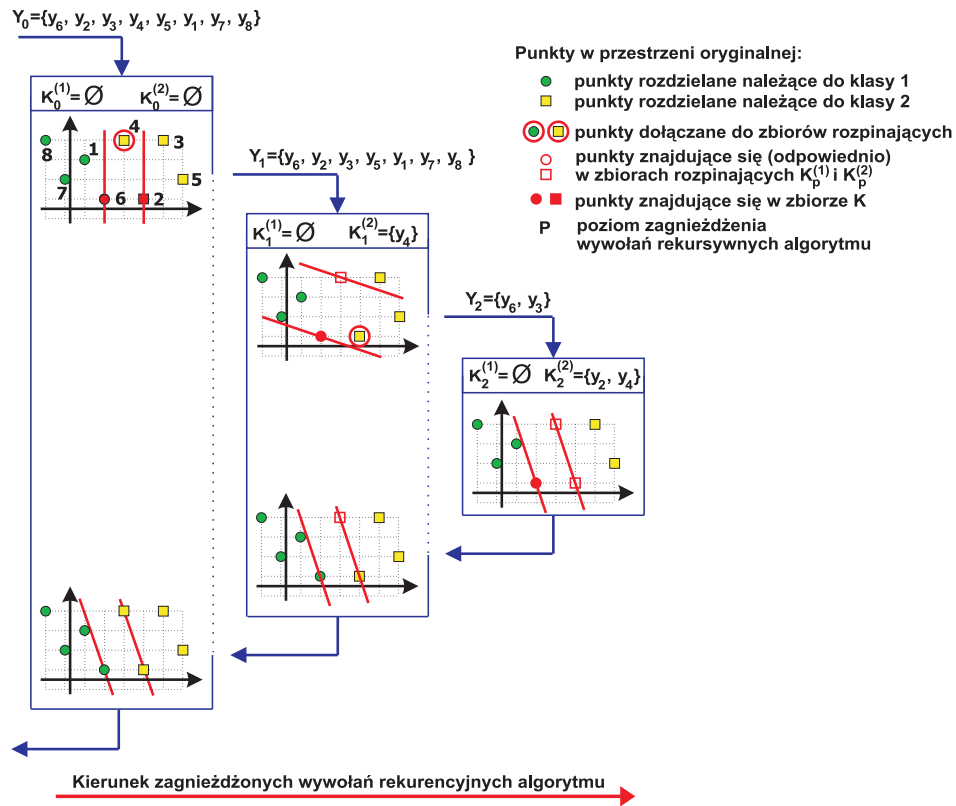 Y₀={y₆, y₂, y₃, y₄, y₅, y₁, y₇, y₈}
K₀⁽¹⁾=Ø K₀⁽²⁾=Ø
4
3
8
1
7
5
6
2
Y₁={y₆, y₂, y₃, y₅, y₁, y₇, y₈ }
K₁⁽¹⁾=Ø K₁⁽²⁾={y₄}
Y₂={y₆, y₃}
K₂⁽¹⁾=Ø K₂⁽²⁾={y₂, y₄}
Punkty w przestrzeni oryginalnej:
punkty rozdzielane należące do klasy 1
punkty rozdzielane należące do klasy 2
punkty dołączane do zbiorów rozpinających
punkty znajdujące się (odpowiednio)
w zbiorach rozpinających Kₚ⁽¹⁾ i Kₚ⁽²⁾
punkty znajdujące się w zbiorze K
P poziom zagnieżdżenia
wywołań rekursywnych algorytmu
Kierunek zagnieżdżonych wywołań rekurencyjnych algorytmu